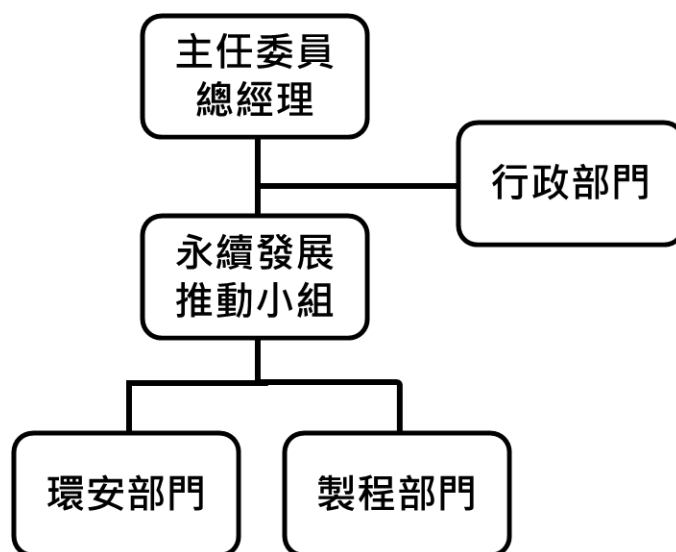 主任委員
總經理
行政部門
永續發展
推動小組
環安部門
製程部門